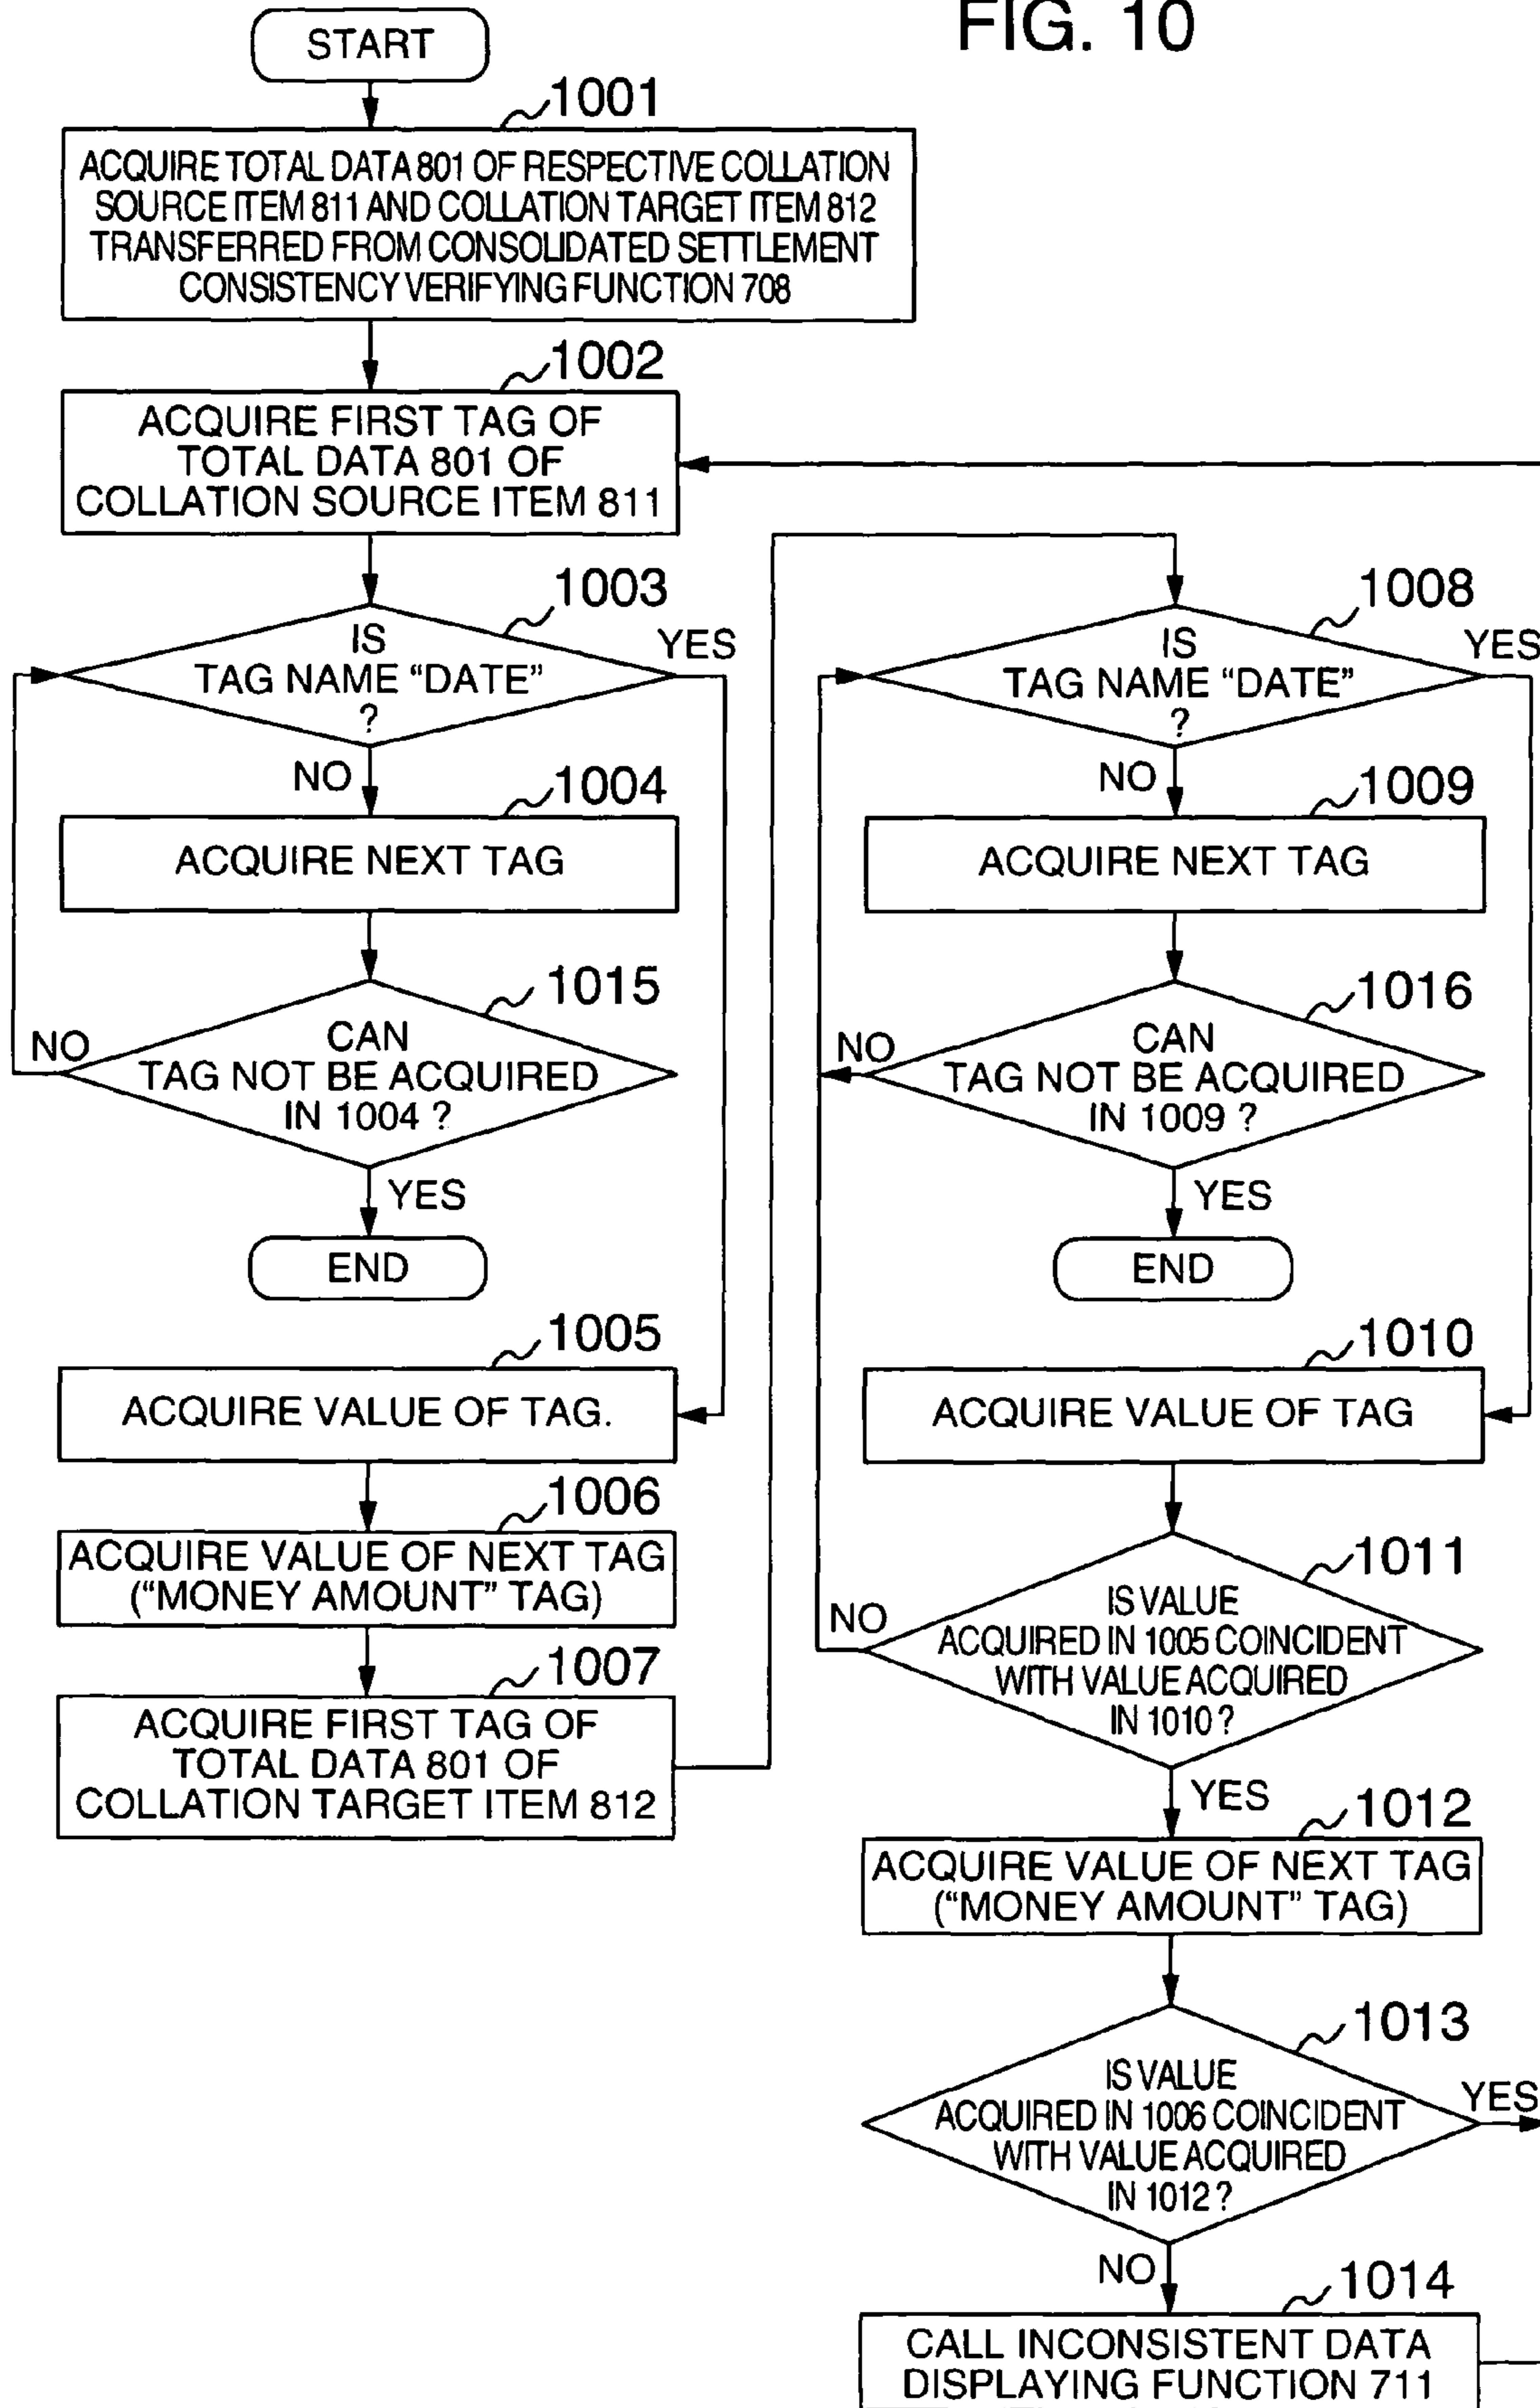 FIG. 10
START
1001
ACQUIRE TOTAL DATA 801 OF RESPECTIVE COLLATION
SOURCE ITEM 811 AND COLLATION TARGET ITEM 812
TRANSFERRED FROM CONSOLIDATED SETTLEMENT
CONSISTENCY VERIFYING FUNCTION 708
1002
ACQUIRE FIRST TAG OF
TOTAL DATA 801 OF
COLLATION SOURCE ITEM 811
1003
IS
TAG NAME “DATE”
?
YES
NO
1004
ACQUIRE NEXT TAG
1015
CAN
TAG NOT BE ACQUIRED
IN 1004 ?
NO
YES
END
1005
ACQUIRE VALUE OF TAG.
1006
ACQUIRE VALUE OF NEXT TAG
(“MONEY AMOUNT” TAG)
1007
ACQUIRE FIRST TAG OF
TOTAL DATA 801 OF
COLLATION TARGET ITEM 812
1008
IS
TAG NAME “DATE”
?
YES
NO
1009
ACQUIRE NEXT TAG
1016
CAN
TAG NOT BE ACQUIRED
IN 1009 ?
NO
YES
END
1010
ACQUIRE VALUE OF TAG
1011
IS VALUE
ACQUIRED IN 1005 COINCIDENT
WITH VALUE ACQUIRED
IN 1010 ?
NO
YES
1012
ACQUIRE VALUE OF NEXT TAG
(“MONEY AMOUNT” TAG)
1013
IS VALUE
ACQUIRED IN 1006 COINCIDENT
WITH VALUE ACQUIRED
IN 1012 ?
YES
NO
1014
CALL INCONSISTENT DATA
DISPLAYING FUNCTION 711